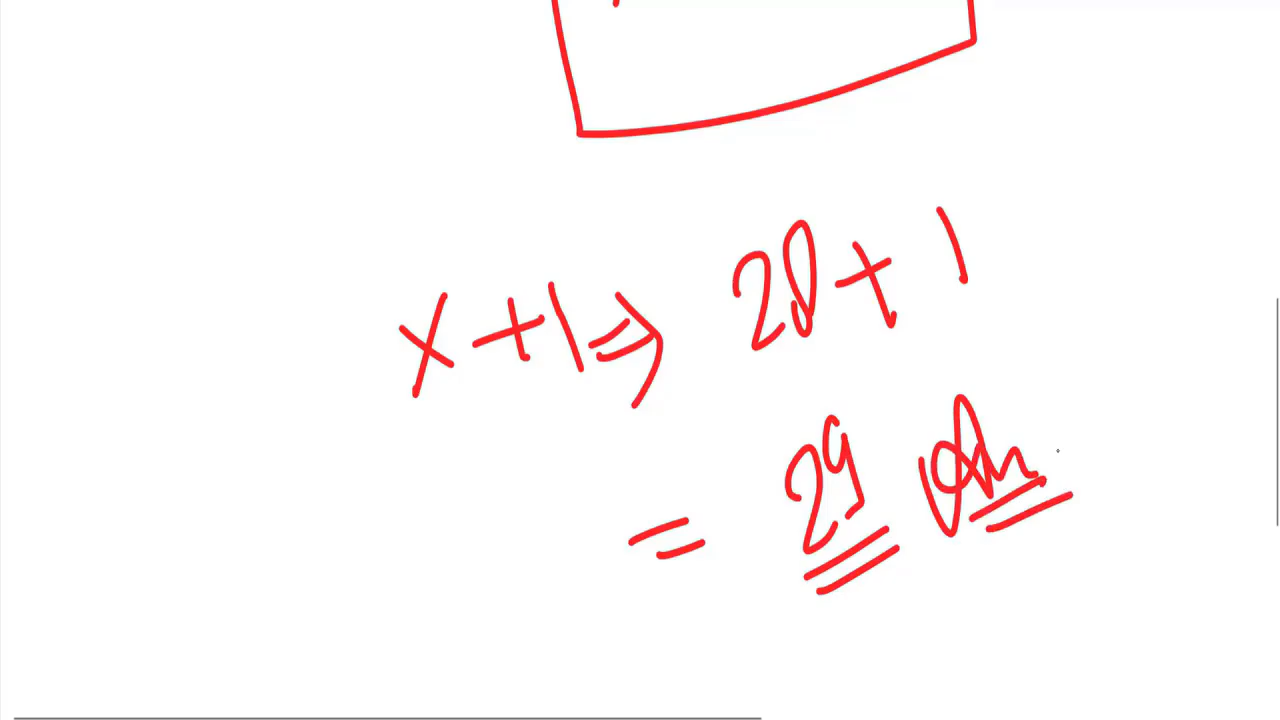 x + 1 ⇒ 28 + 1
= 29 Ans